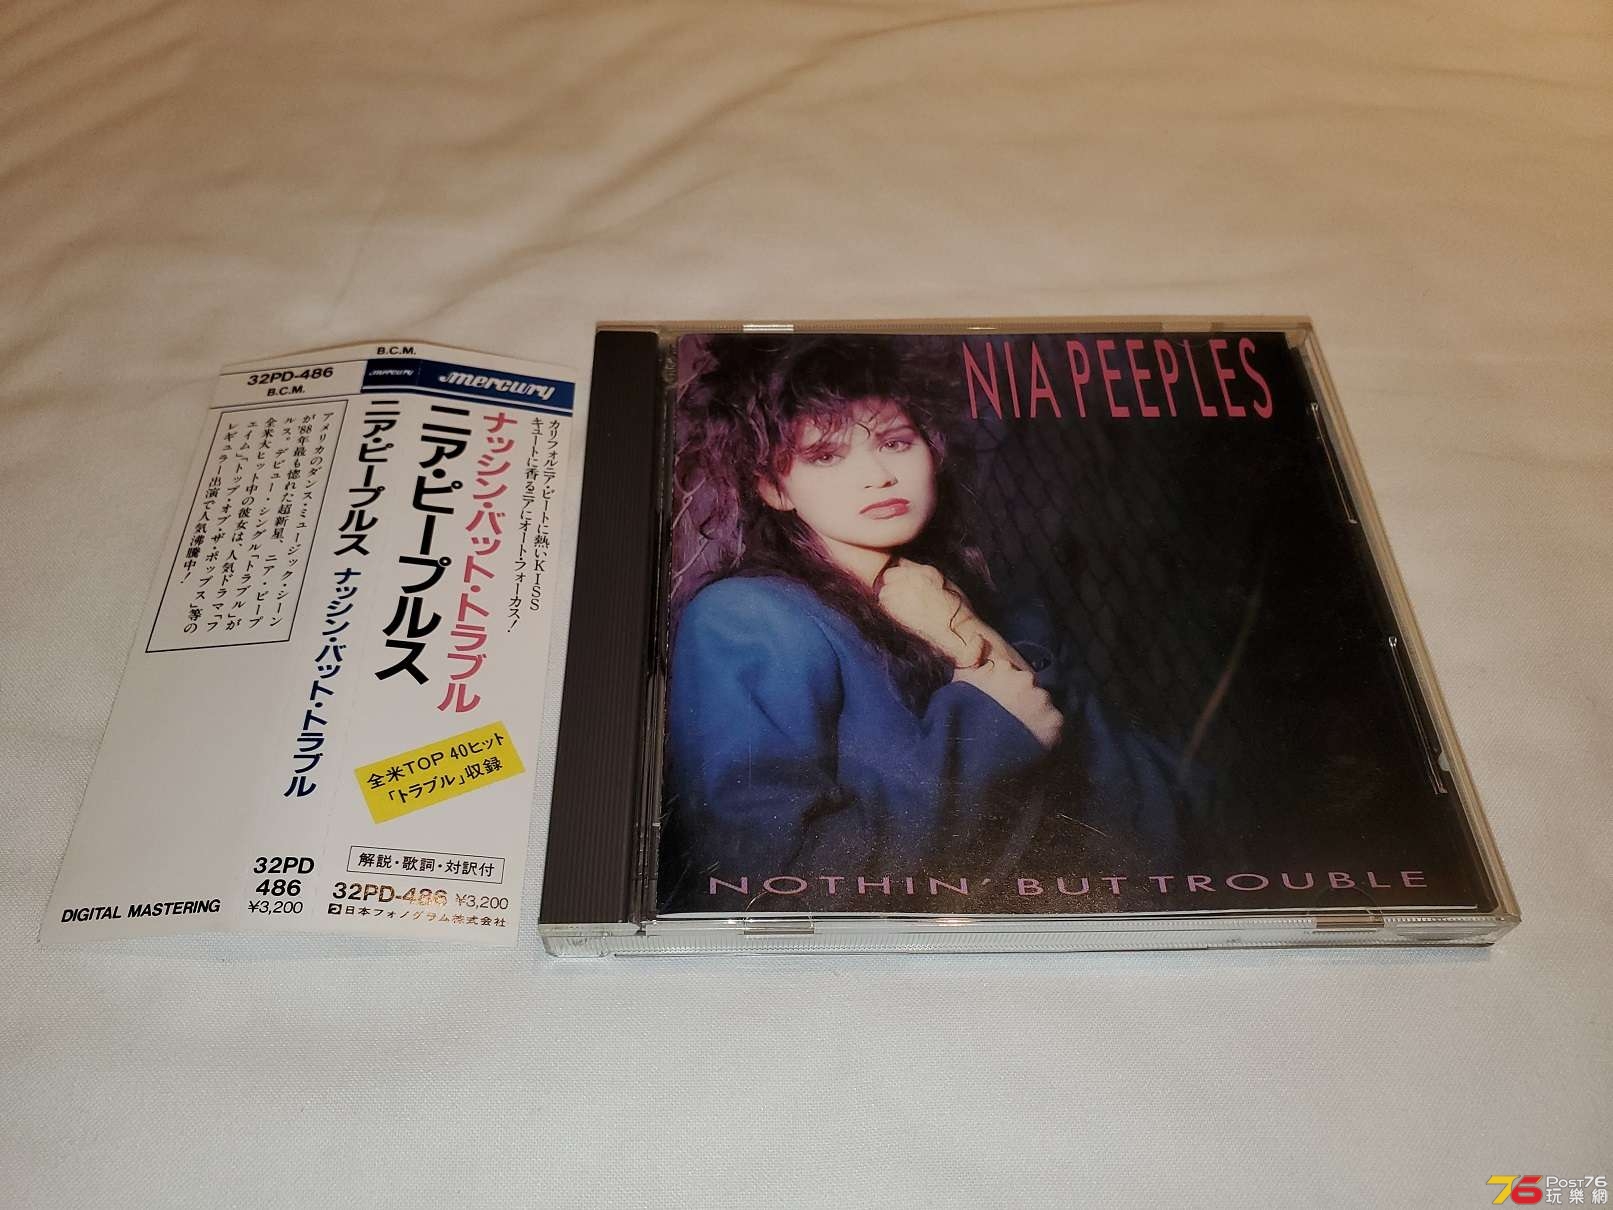 B.C.M.
32PD-486
B.C.M.
アメリカのダンス・ミュージック・シーン
が'88年最も惚れた超新星、ニア・ピープ
ルス。デビュー・シングル「トラブル」が
全米大ヒット中の彼女は、人気ドラマ「フ
ェイム」「トップ・オブ・ザ・ポップス」等の
レギュラー出演で人気沸騰中!
DIGITAL MASTERING
mercury
ニア・ピープルス ナッシン・バット・トラブル
32PD
486
¥3,200
mercury
カリフォルニア・ビートに熱いKISS
キュートに香るニアにオート・フォーカス!
ナッシン・バット・トラブル
ニア・ピープルス
全米TOP 40ヒット
「トラブル」収録
解説・歌詞・対訳付
32PD-486 ¥3,200
日本フォノグラム株式会社
NIA PEEPLES
NOTHIN' BUT TROUBLE
76 Post76
玩樂網